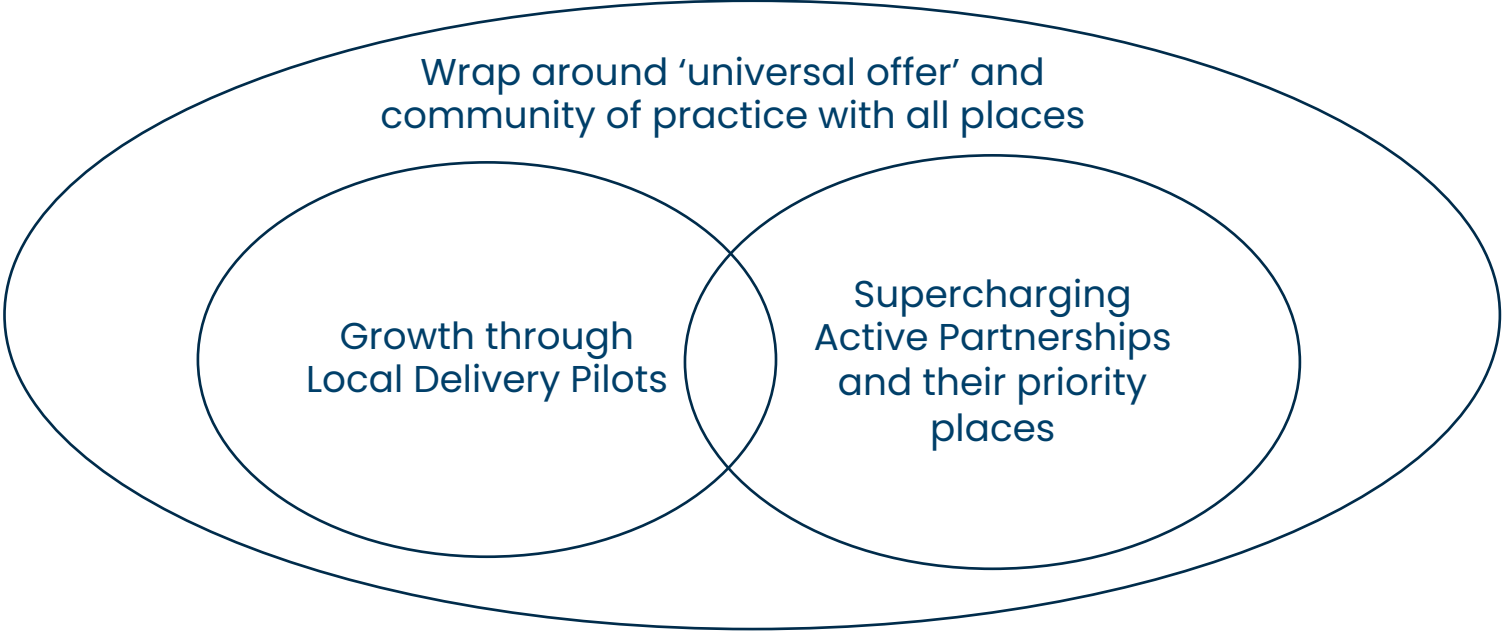 Wrap around ‘universal offer’ and
community of practice with all places
Growth through
Local Delivery Pilots
Supercharging
Active Partnerships
and their priority
places